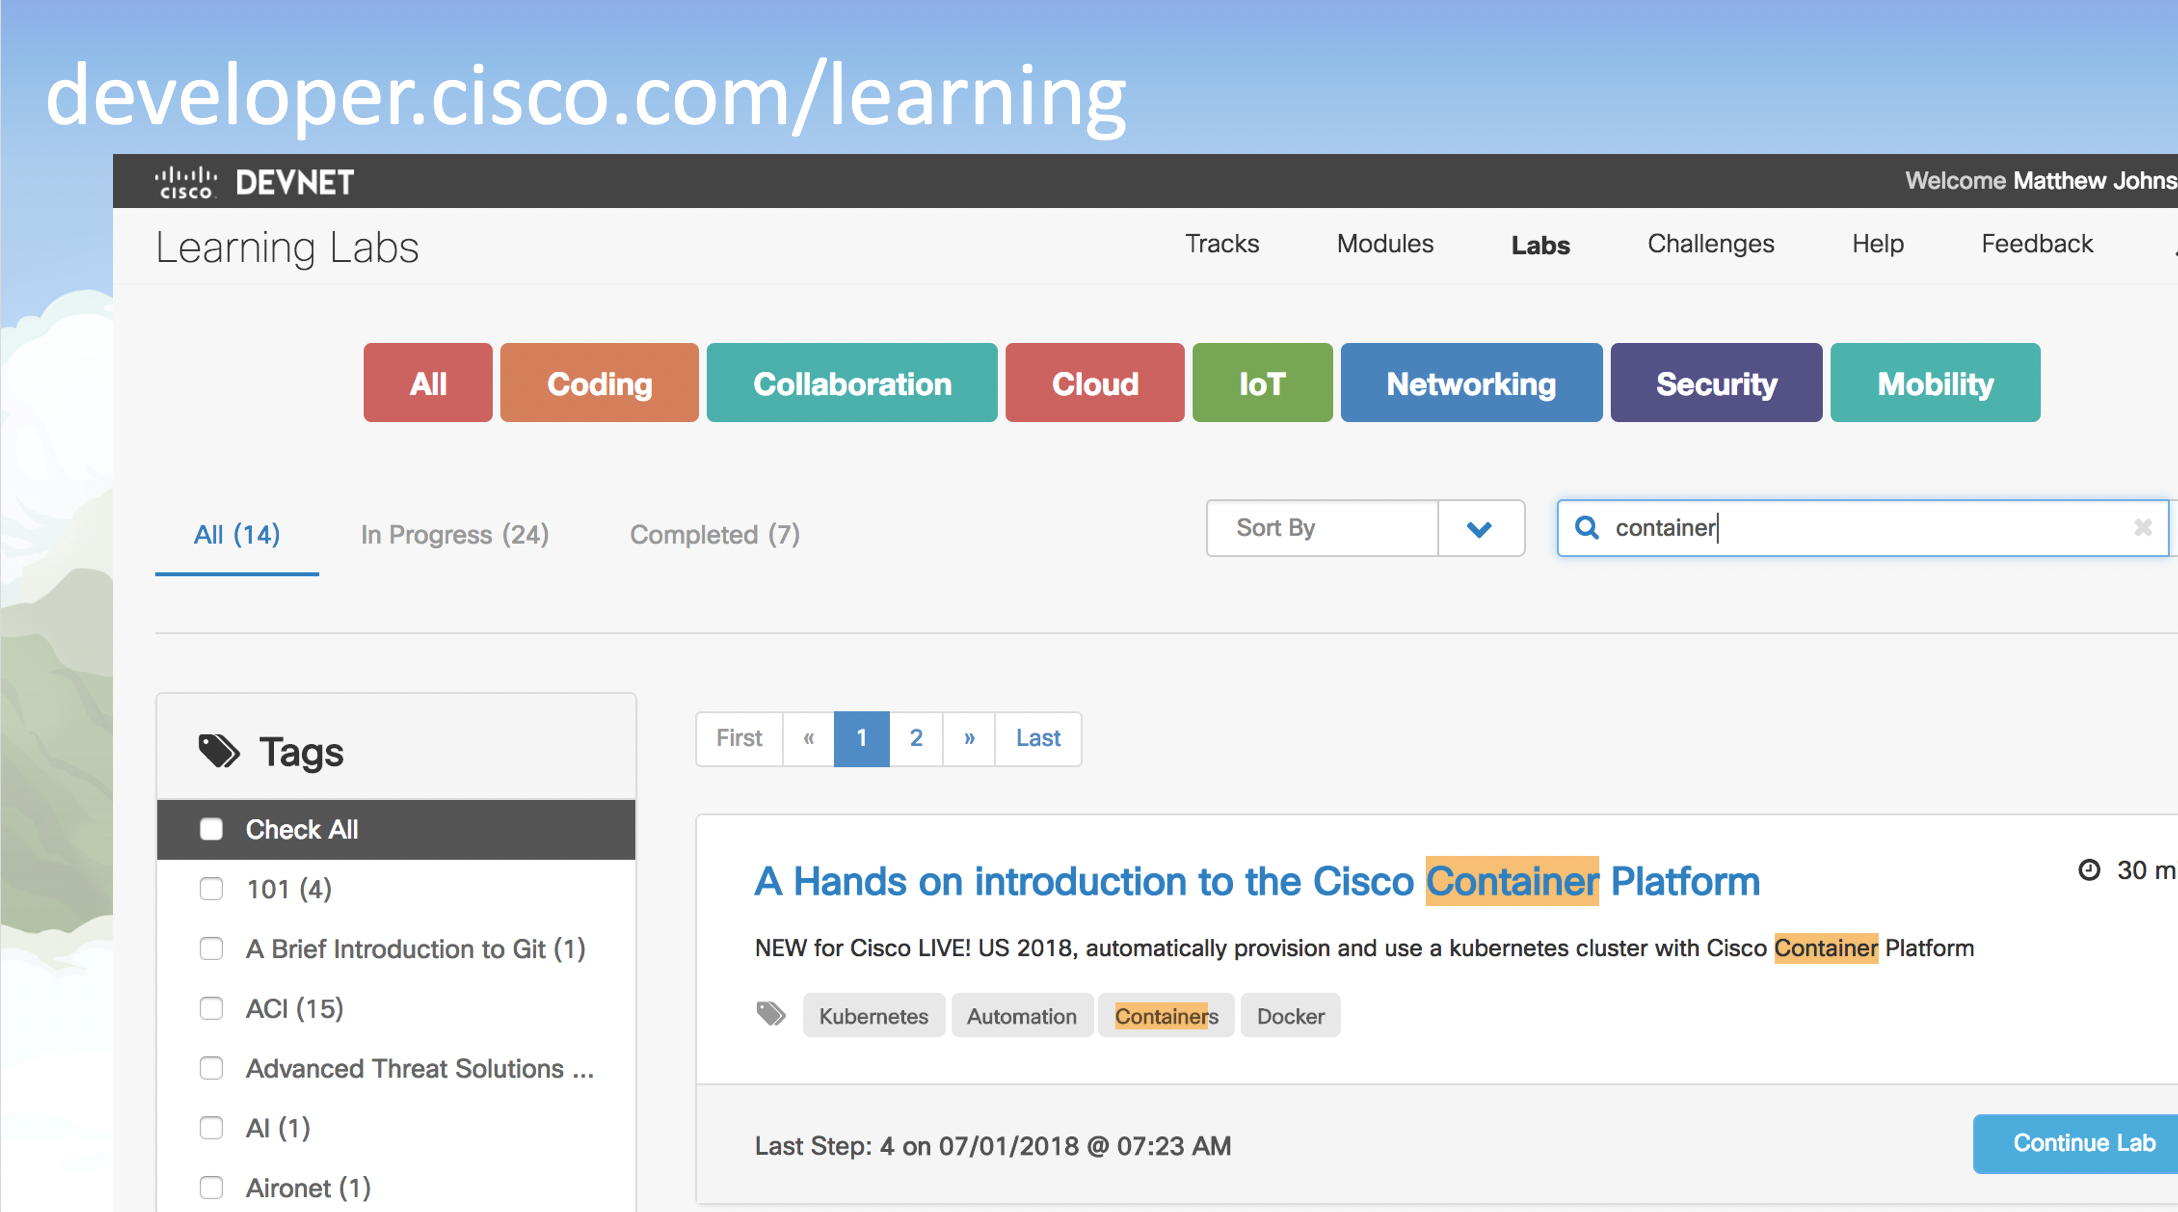 developer.cisco.com/learning
CISCO DEVNET
Welcome Matthew Johns
Learning Labs
Tracks Modules Labs Challenges Help Feedback
All Coding Collaboration Cloud IoT Networking Security Mobility
All (14) In Progress (24) Completed (7) Sort By container
Tags
Check All
101 (4)
A Brief Introduction to Git (1)
ACI (15)
Advanced Threat Solutions ...
AI (1)
Aironet (1)
First « 1 2 » Last
A Hands on introduction to the Cisco Container Platform
30 m
NEW for Cisco LIVE! US 2018, automatically provision and use a kubernetes cluster with Cisco Container Platform
Kubernetes Automation Containers Docker
Last Step: 4 on 07/01/2018 @ 07:23 AM
Continue Lab